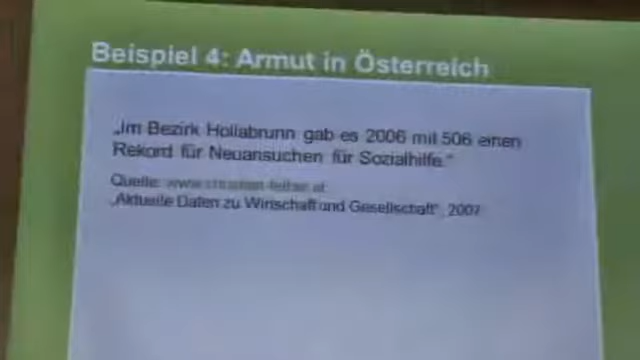 Beispiel 4: Armut in Österreich
„Im Bezirk Hollabrunn gab es 2006 mit 506 einen
Rekord für Neuansuchen für Sozialhilfe.“
Quelle:
„Aktuelle Daten zu Wirtschaft und Gesellschaft“, 2007